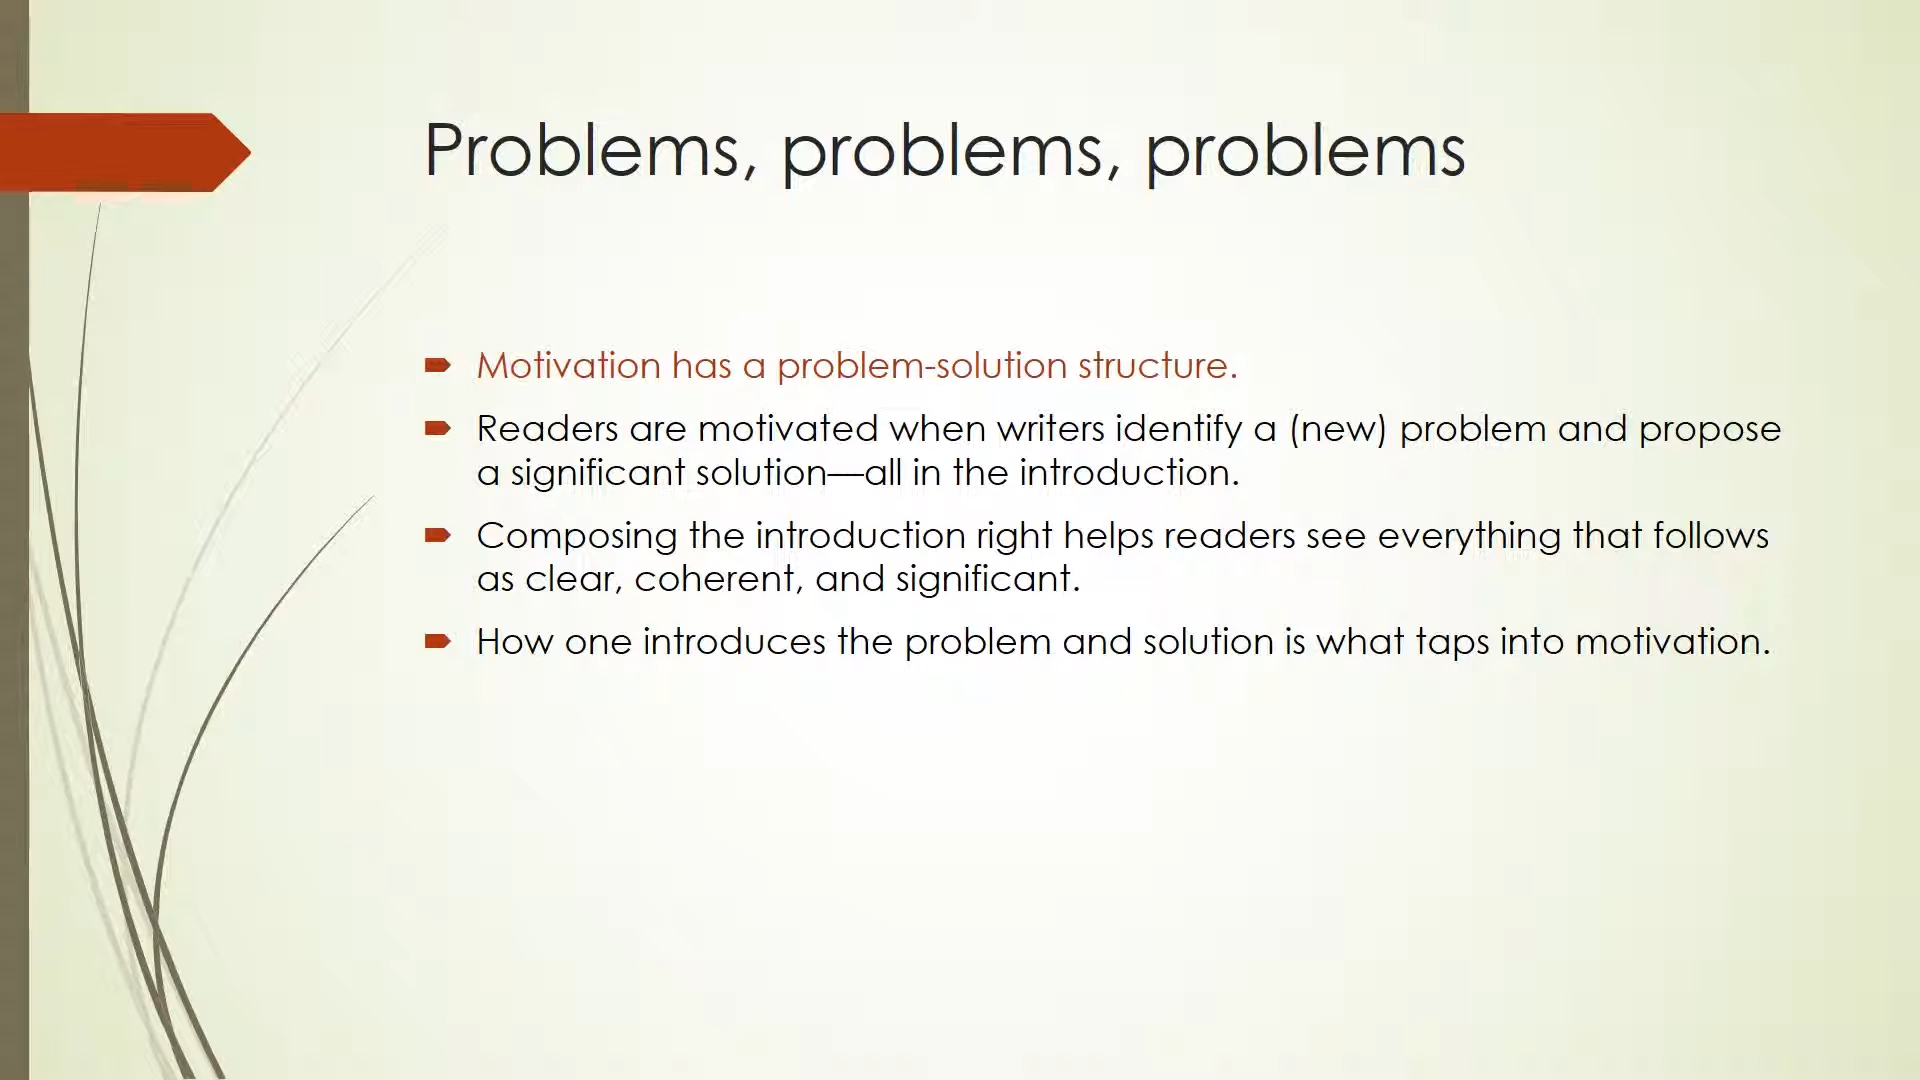 Problems, problems, problems
Motivation has a problem-solution structure.
Readers are motivated when writers identify a (new) problem and propose
a significant solution—all in the introduction.
Composing the introduction right helps readers see everything that follows
as clear, coherent, and significant.
How one introduces the problem and solution is what taps into motivation.